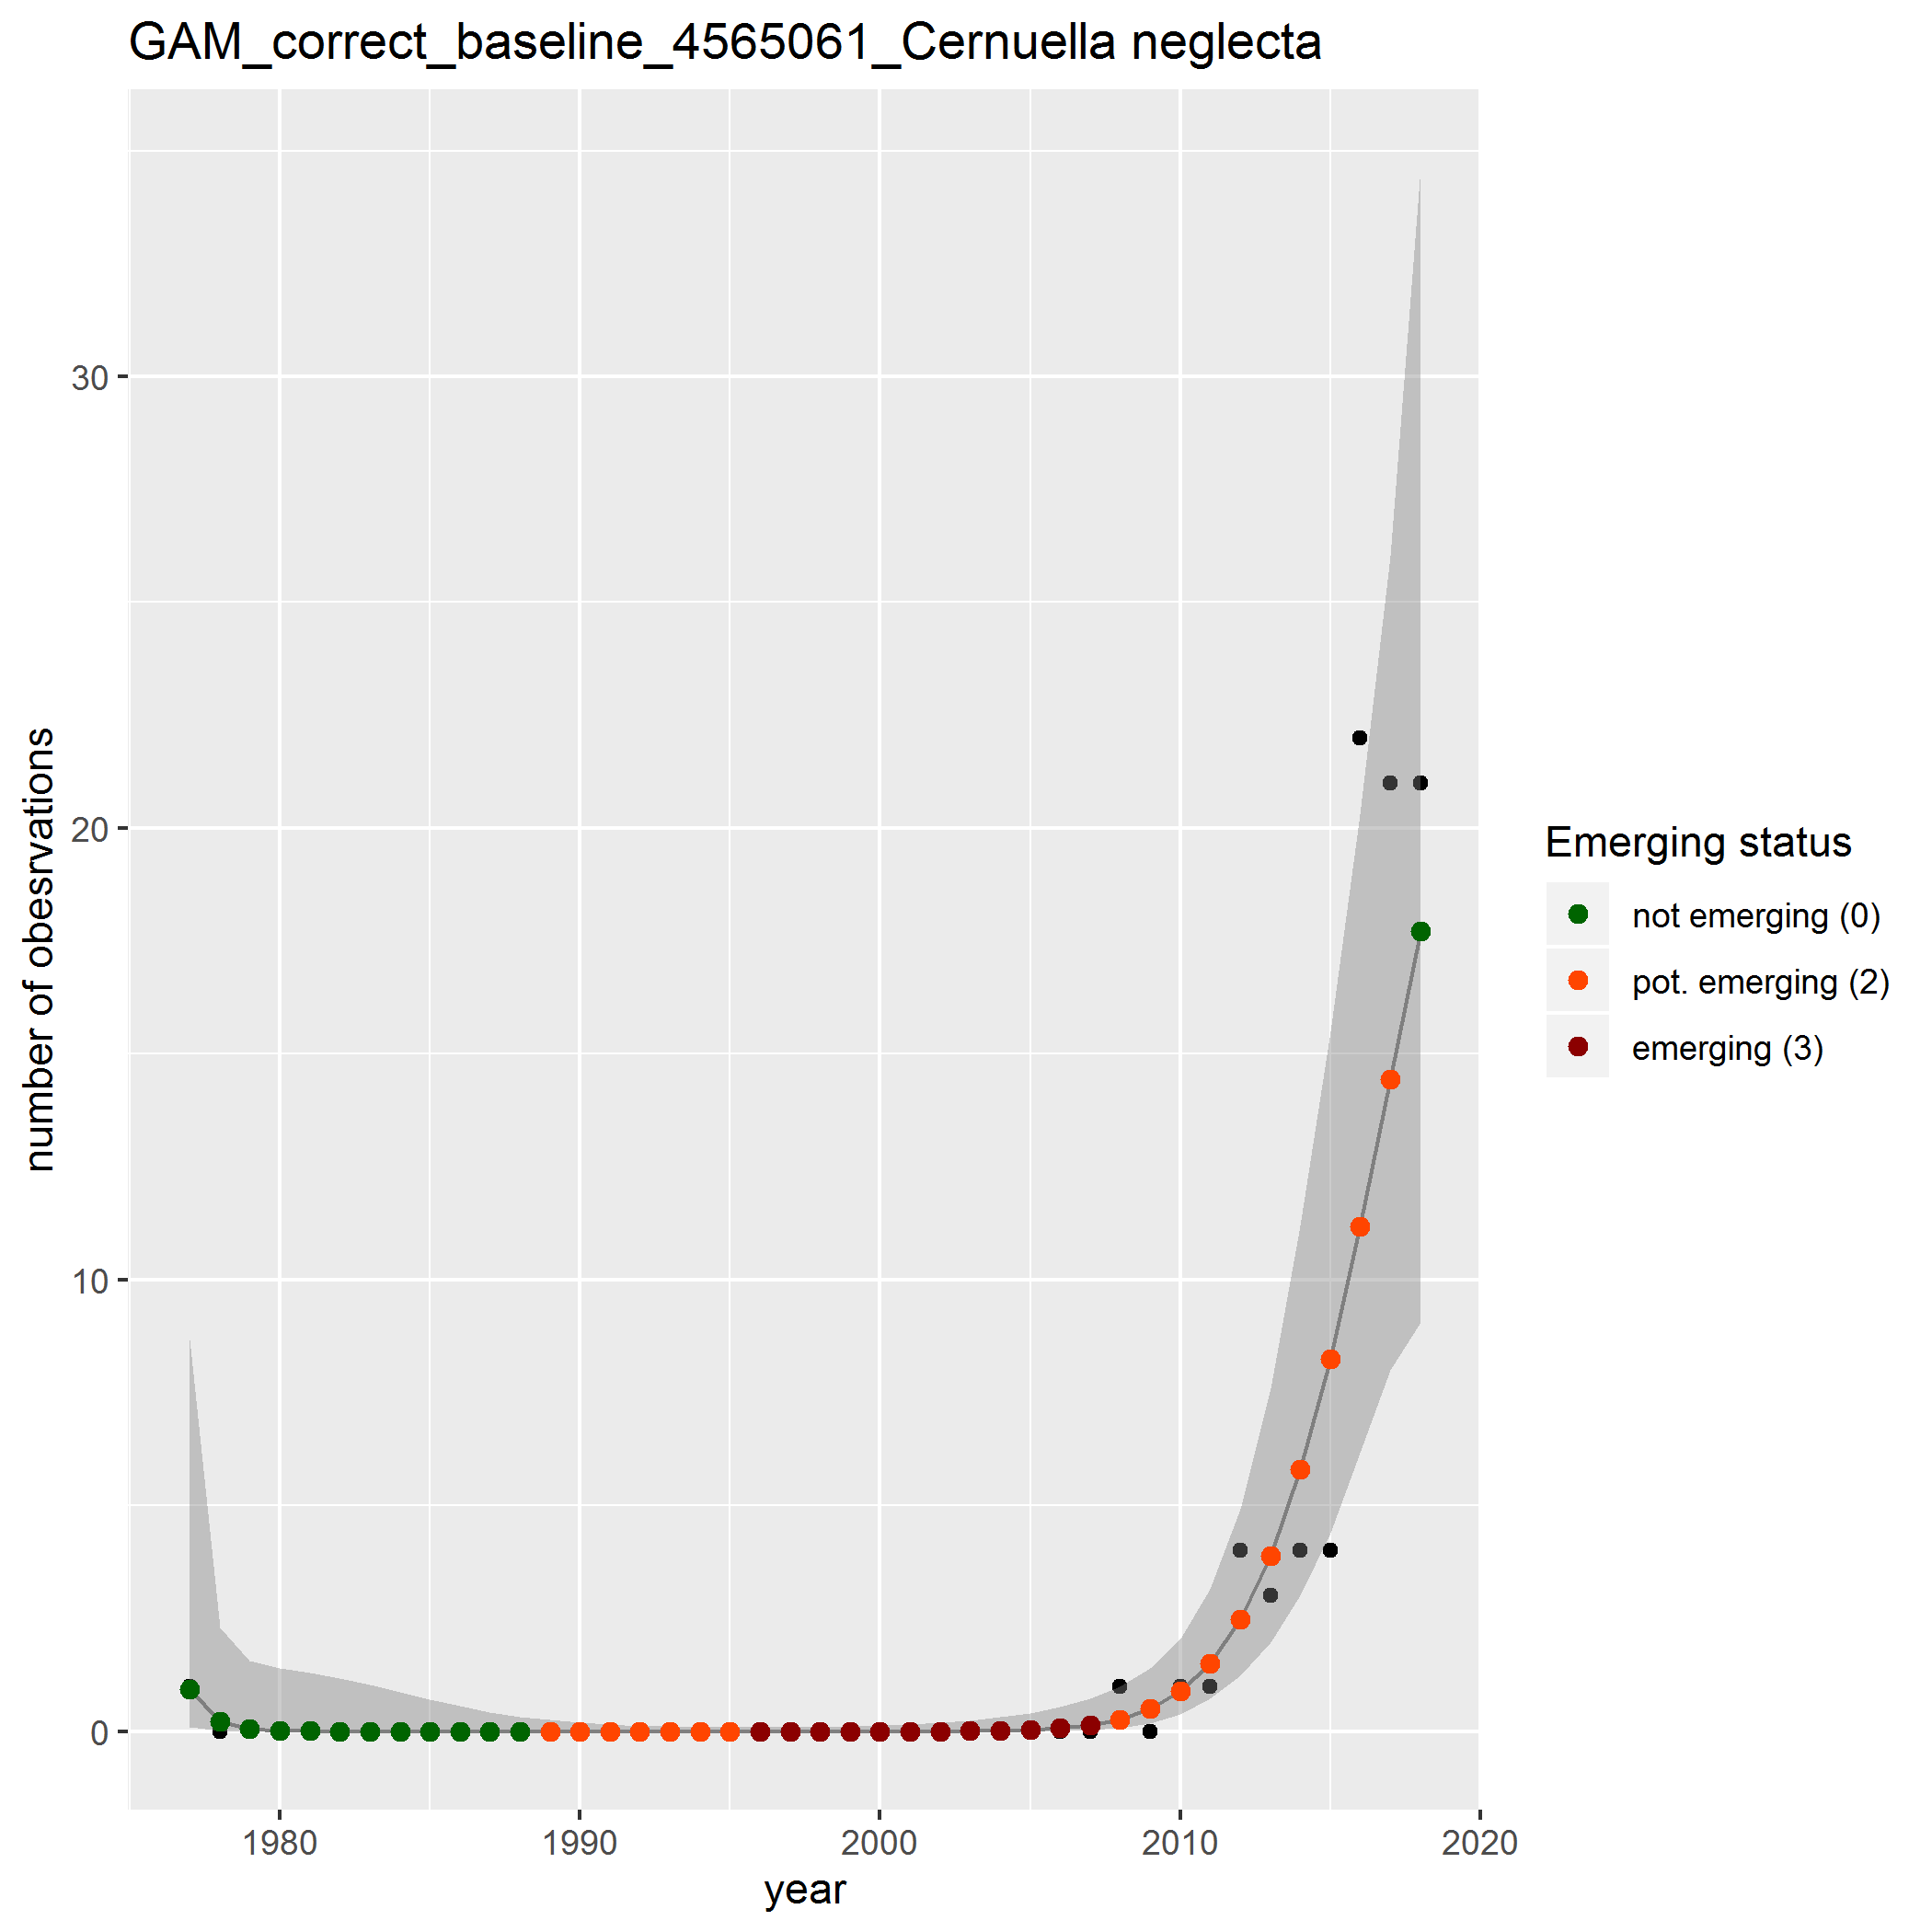 GAM_correct_baseline_4565061_Cernuella neglecta
number of obesrvations
30
20
10
0
1980
1990
2000
2010
2020
year
Emerging status
not emerging (0)
pot. emerging (2)
emerging (3)